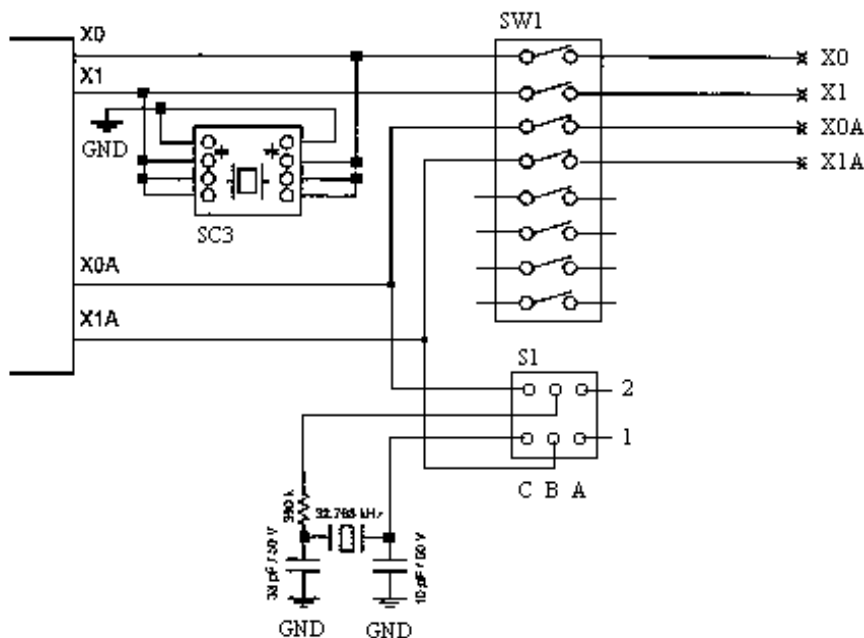 SW1
X0
X0
X1
X1
X0A
GND
X1A
SC3
X0A
X1A
S1
2
1
C B A
32.768 kHz
GND
GND